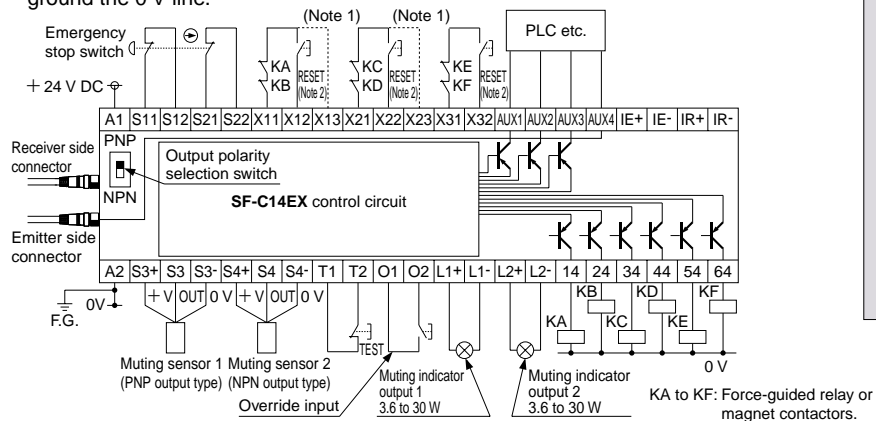 ground the 0 V line.
(Note 1) (Note 1)
Emergency
stop switch
PLC etc.
KA
KB
RESET
(Note 2)
KC
KD
RESET
(Note 2)
KE
KF
RESET
(Note 2)
+ 24 V DC
A1 S11 S12 S21 S22 X11 X12 X13 X21 X22 X23 X31 X32 AUX1 AUX2 AUX3 AUX4 IE+ IE- IR+ IR-
PNP
NPN
Receiver side
connector
Output polarity
selection switch
SF-C14EX control circuit
Emitter side
connector
A2 S3+ S3 S3- S4+ S4 S4- T1 T2 O1 O2 L1+ L1- L2+ L2- 14 24 34 44 54 64
0V
F.G.
+ V OUT 0 V + V OUT 0 V
TEST
KB KD KF
KA KC KE
0 V
Muting sensor 1
(PNP output type)
Muting sensor 2
(NPN output type)
Override input
Muting indicator
output 1
3.6 to 30 W
Muting indicator
output 2
3.6 to 30 W
KA to KF: Force-guided relay or
magnet contactors.